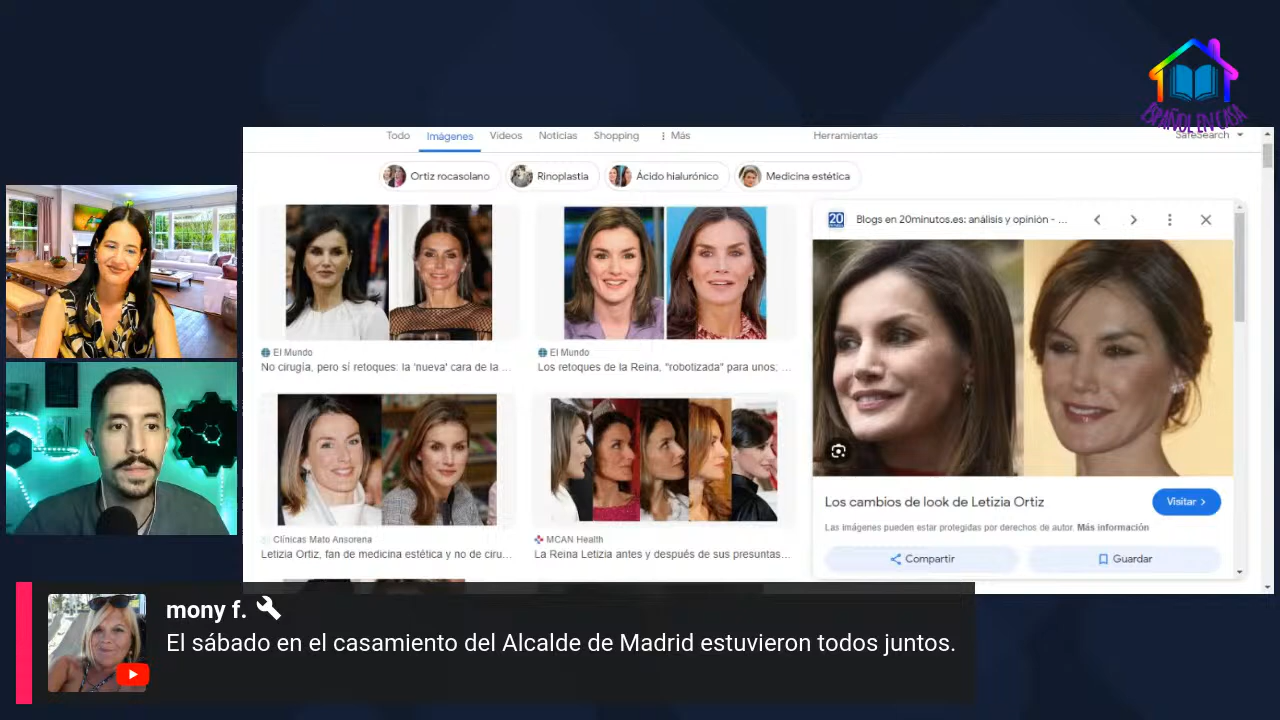 ESPAÑOL EN CASA
Todo Imágenes Videos Noticias Shopping Más Herramientas SafeSearch
Ortiz rocasolano Rinoplastia Ácido hialurónico Medicina estética
20 Blogs en 20minutos.es: análisis y opinión - ...
El Mundo
No cirugía, pero sí retoques: la 'nueva' cara de la ...
El Mundo
Los retoques de la Reina, "robotizada" para unos; ...
Clínicas Mato Ansorena
Letizia Ortiz, fan de medicina estética y no de ciru...
MCAN Health
La Reina Letizia antes y después de sus presuntas...
Los cambios de look de Letizia Ortiz
Visitar
Las imágenes pueden estar protegidas por derechos de autor. Más información
Compartir Guardar
mony f.
El sábado en el casamiento del Alcalde de Madrid estuvieron todos juntos.